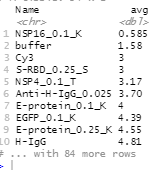 Name avg
<chr> <dbl>
1 NSP16_0.1_K 0.585
2 buffer 1.58
3 Cy3 3
4 S-RBD_0.25_S 3
5 NSP4_0.1_T 3.17
6 Anti-H-IgG_0.025 3.70
7 E-protein_0.1_K 4
8 EGFP_0.1_K 4.39
9 E-protein_0.25_K 4.55
10 H-IgG 4.81
# ... with 84 more rows
>